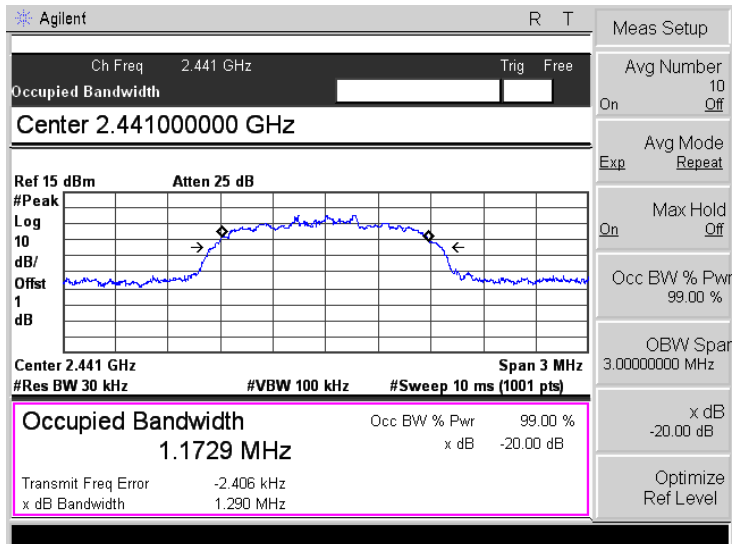 Agilent
R T
Ch Freq 2.441 GHz
Trig Free
Occupied Bandwidth
Center 2.441000000 GHz
Ref 15 dBm
Atten 25 dB
#Peak
Log
10
dB/
Offst
1
dB
Center 2.441 GHz
Span 3 MHz
#Res BW 30 kHz
#VBW 100 kHz
#Sweep 10 ms (1001 pts)
Occupied Bandwidth
1.1729 MHz
Occ BW % Pwr 99.00 %
x dB -20.00 dB
Transmit Freq Error -2.406 kHz
x dB Bandwidth 1.290 MHz
Meas Setup
Avg Number
10
On Off
Avg Mode
Exp Repeat
Max Hold
On Off
Occ BW % Pwr
99.00 %
OBW Span
3.00000000 MHz
x dB
-20.00 dB
Optimize
Ref Level